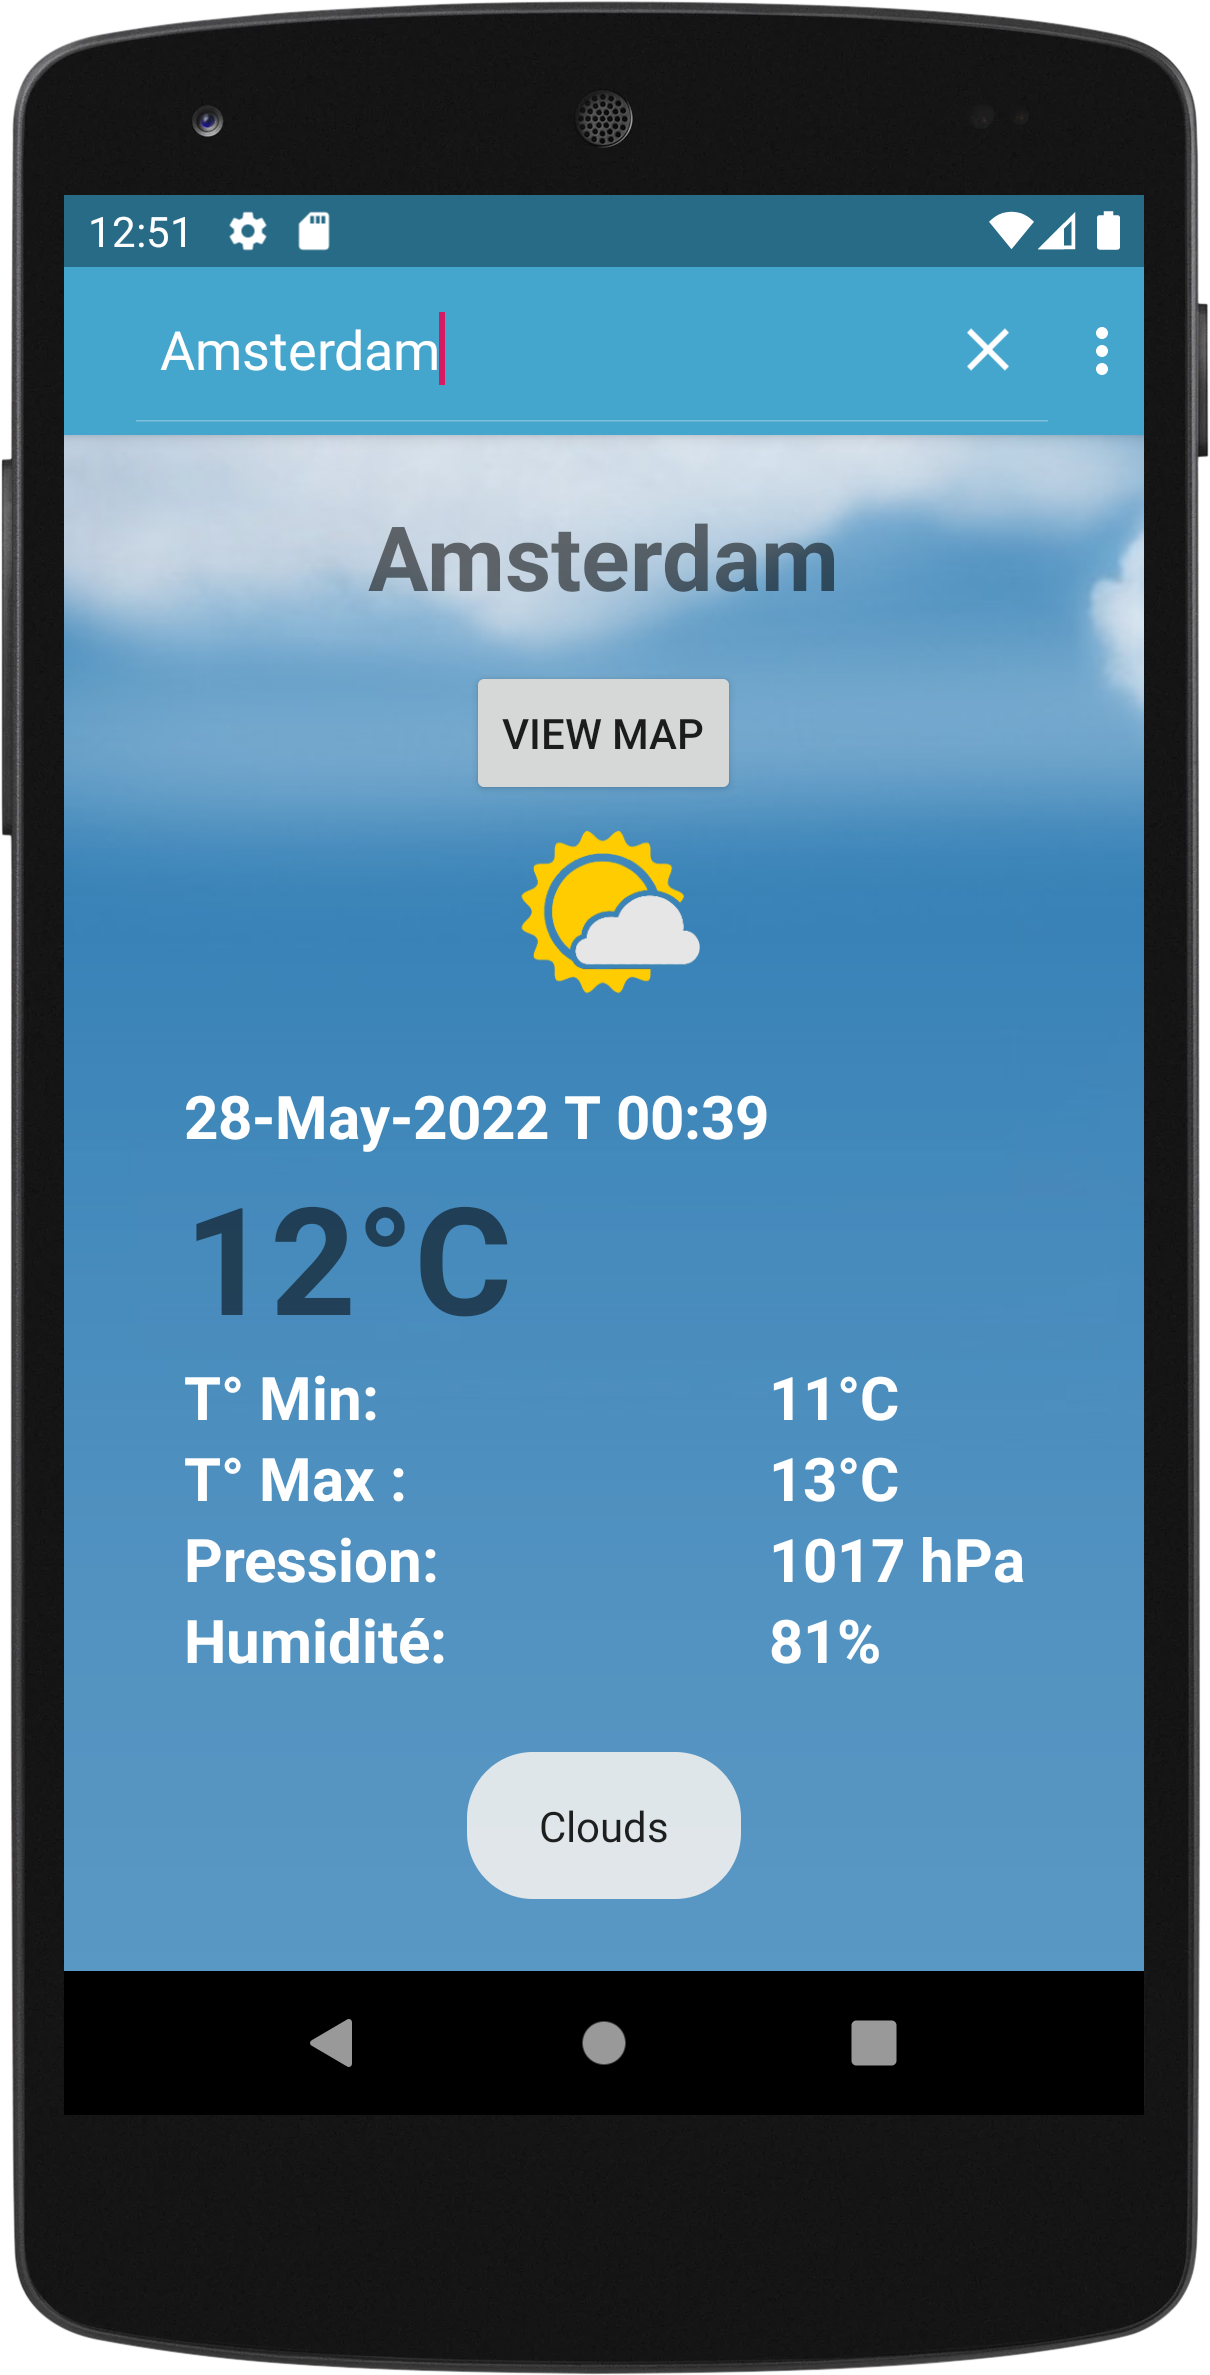 12:51
Amsterdam
Amsterdam
VIEW MAP
28-May-2022 T 00:39
12°C
T° Min: 11°C
T° Max : 13°C
Pression: 1017 hPa
Humidité: 81%
Clouds